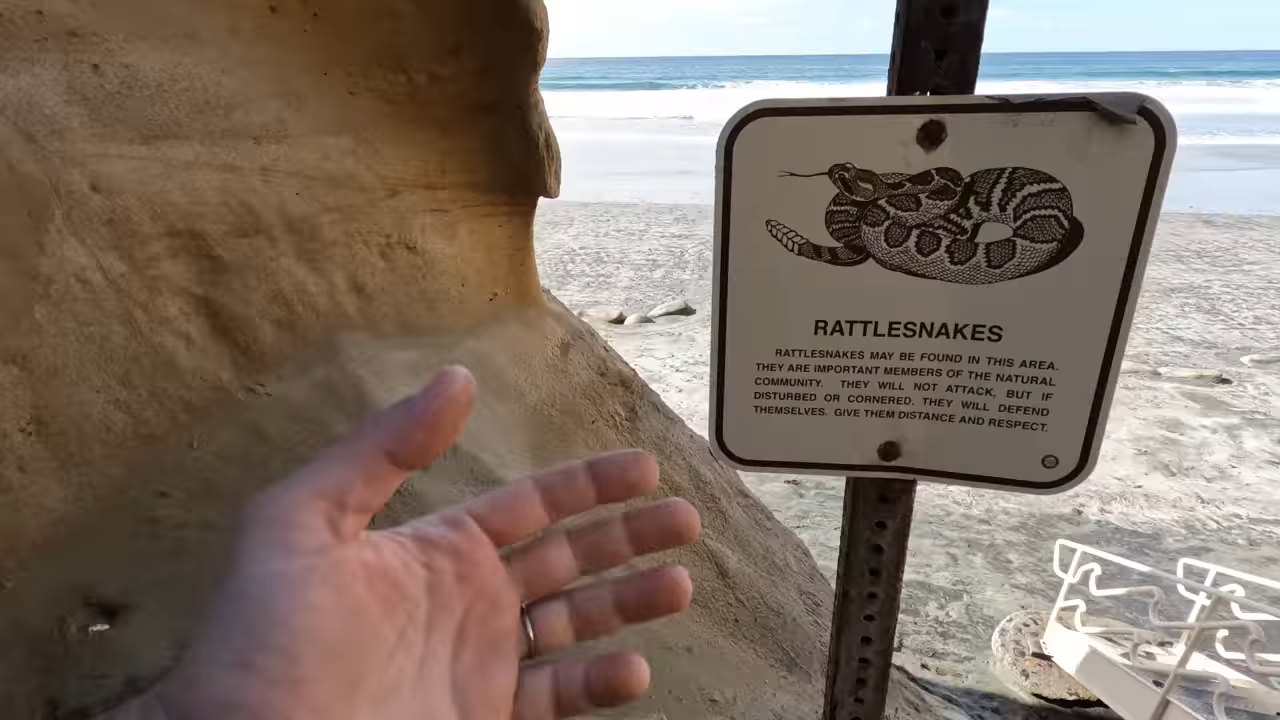 RATTLESNAKES
RATTLESNAKES MAY BE FOUND IN THIS AREA.
THEY ARE IMPORTANT MEMBERS OF THE NATURAL
COMMUNITY. THEY WILL NOT ATTACK, BUT IF
DISTURBED OR CORNERED, THEY WILL DEFEND
THEMSELVES. GIVE THEM DISTANCE AND RESPECT.